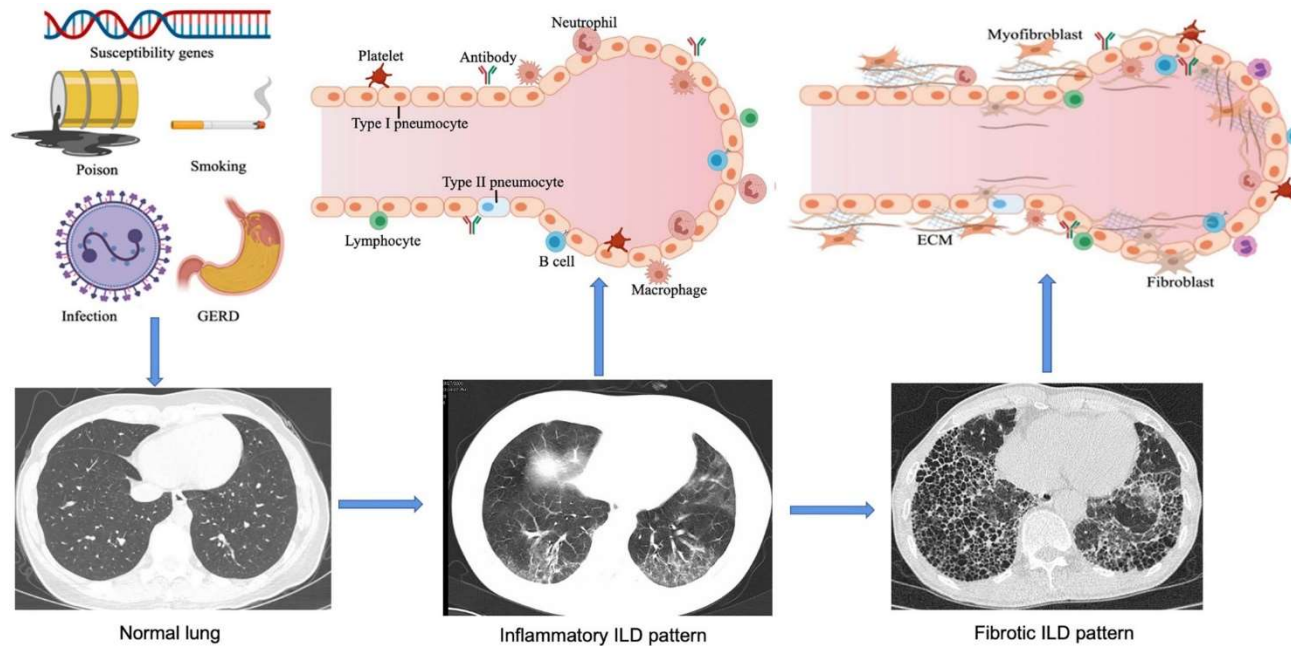 Susceptibility genes
Poison
Smoking
Infection
GERD
Platelet
Antibody
Neutrophil
Type I pneumocyte
Type II pneumocyte
Lymphocyte
B cell
Macrophage
Myofibroblast
ECM
Fibroblast
Normal lung
Inflammatory ILD pattern
Fibrotic ILD pattern